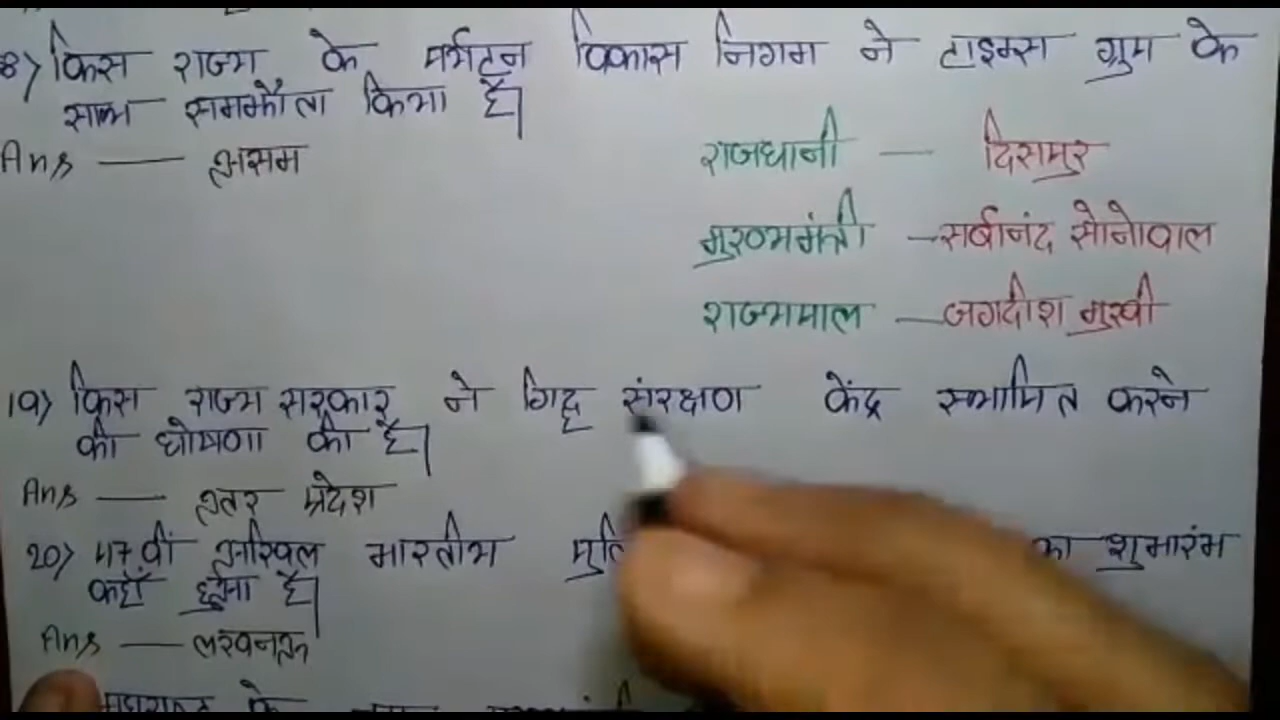 8) किस राज्य के पर्यटन विकास निगम ने टाइम्स ग्रुप के
साथ समझौता किया है।
Ans — असम
राजधानी — दिसपुर
मुख्यमंत्री — सर्बानंद सोनोवाल
राज्यपाल — जगदीश मुखी
19) किस राज्य सरकार ने गिद्ध संरक्षण केंद्र स्थापित करने
की घोषणा की है।
Ans — उत्तर प्रदेश
20) 47वीं अखिल भारतीय का शुभारंभ
कहाँ हुआ है।
Ans — लखनऊ
के